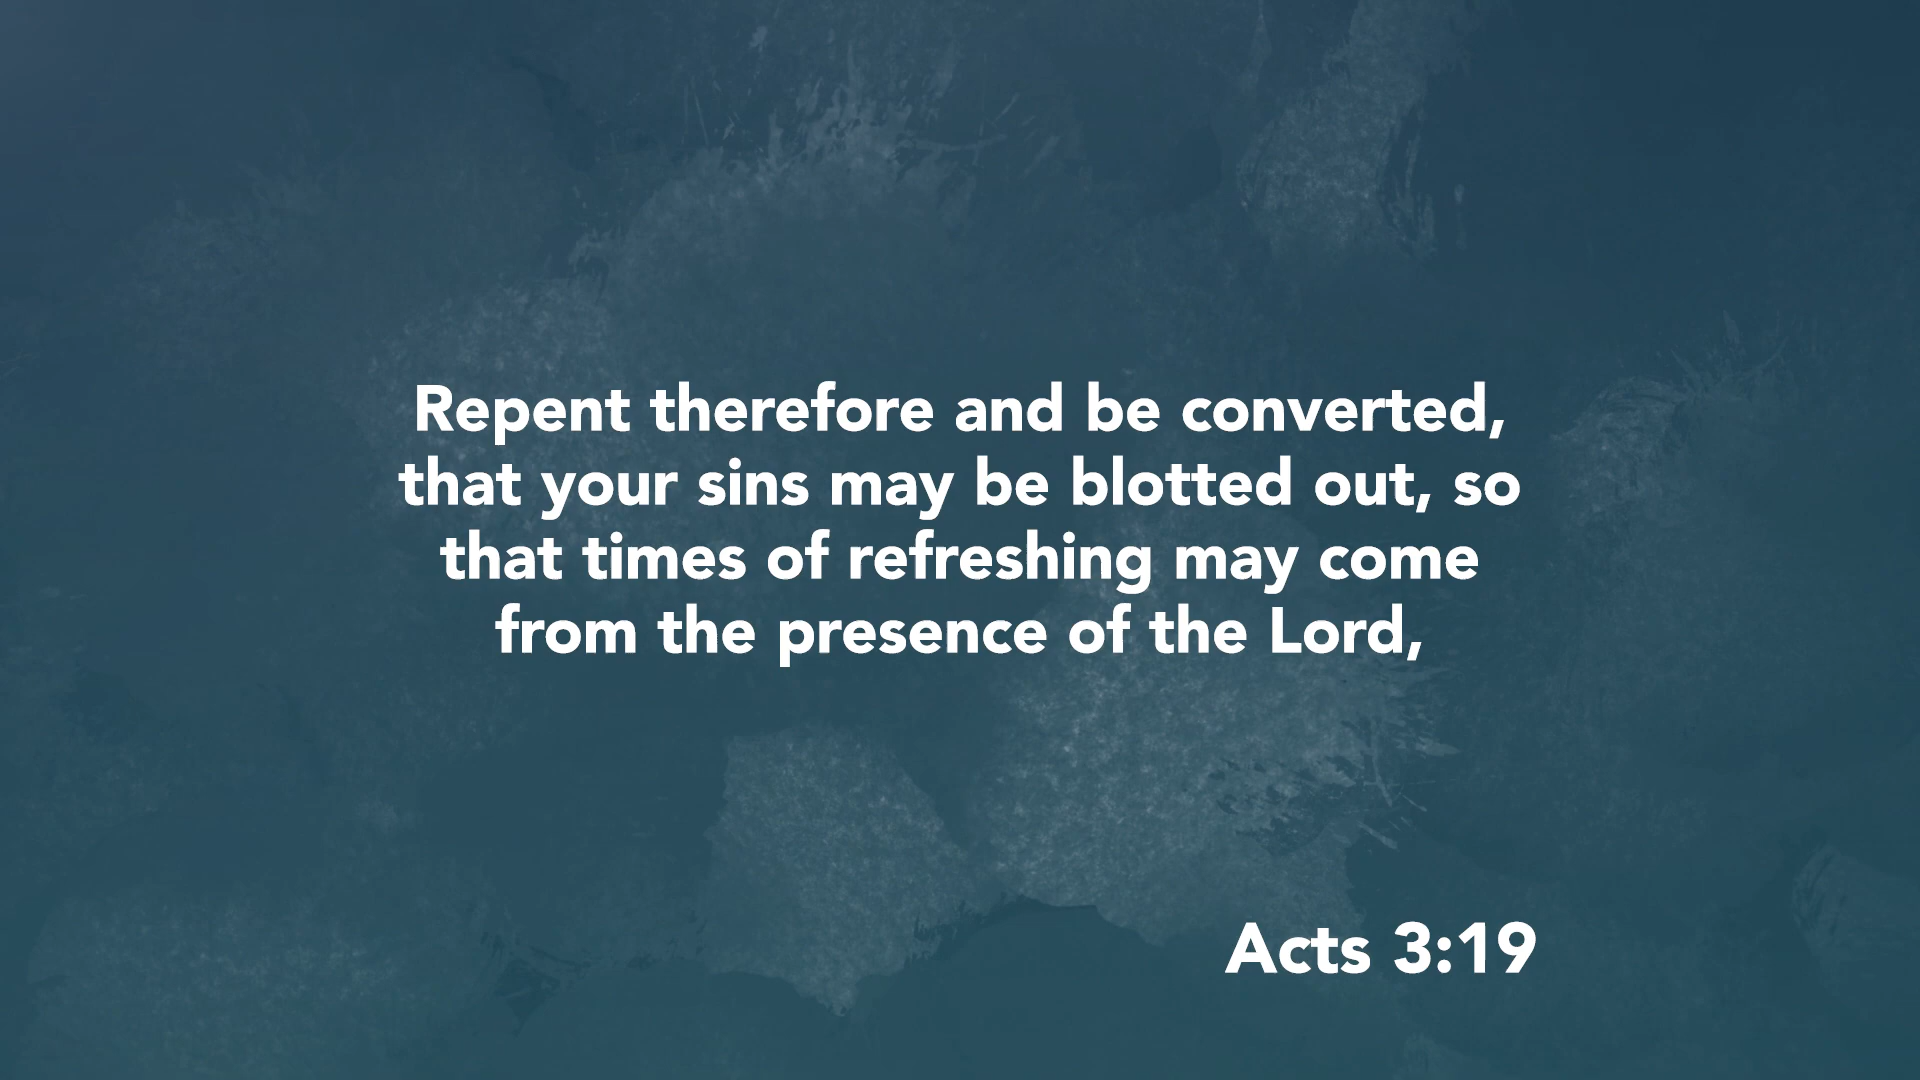 Repent therefore and be converted,
that your sins may be blotted out, so
that times of refreshing may come
from the presence of the Lord,
Acts 3:19